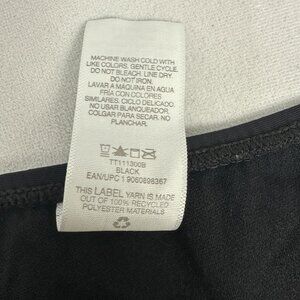 MACHINE WASH COLD WITH
LIKE COLORS. GENTLE CYCLE.
DO NOT BLEACH. LINE DRY.
DO NOT IRON.
LAVAR A MÁQUINA EN AGUA
FRÍA CON COLORES
SIMILARES. CICLO DELICADO.
NO USAR BLANQUEADOR.
COLGAR PARA SECAR. NO
PLANCHAR.
TT111300B
BLACK
EAN/UPC 1 9060898367
THIS LABEL YARN IS MADE
OUT OF 100% RECYCLED
POLYESTER MATERIALS